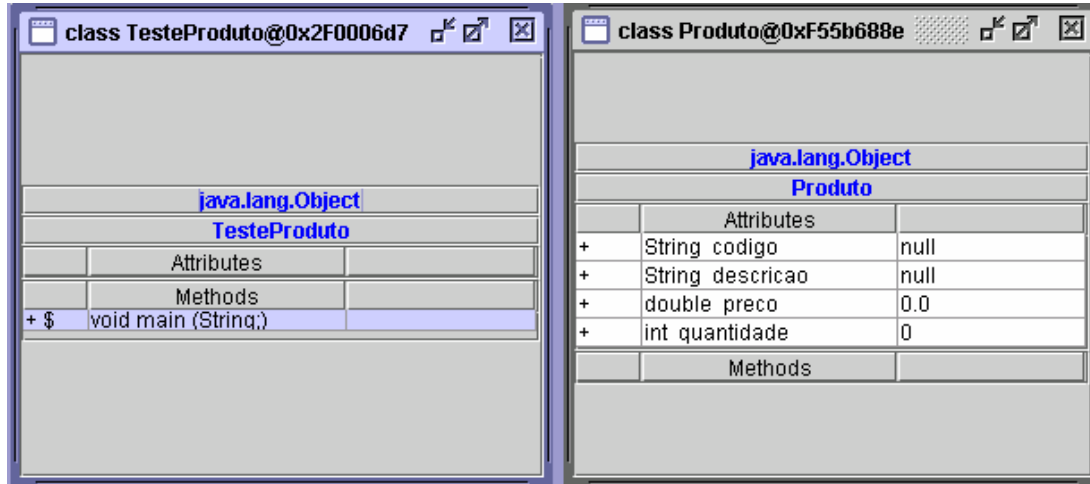 class TesteProduto@0x2F0006d7
java.lang.Object
TesteProduto
Attributes
Methods
+ $ void main (String;)
class Produto@0xF55b688e
java.lang.Object
Produto
Attributes
+ String codigo null
+ String descricao null
+ double preco 0.0
+ int quantidade 0
Methods